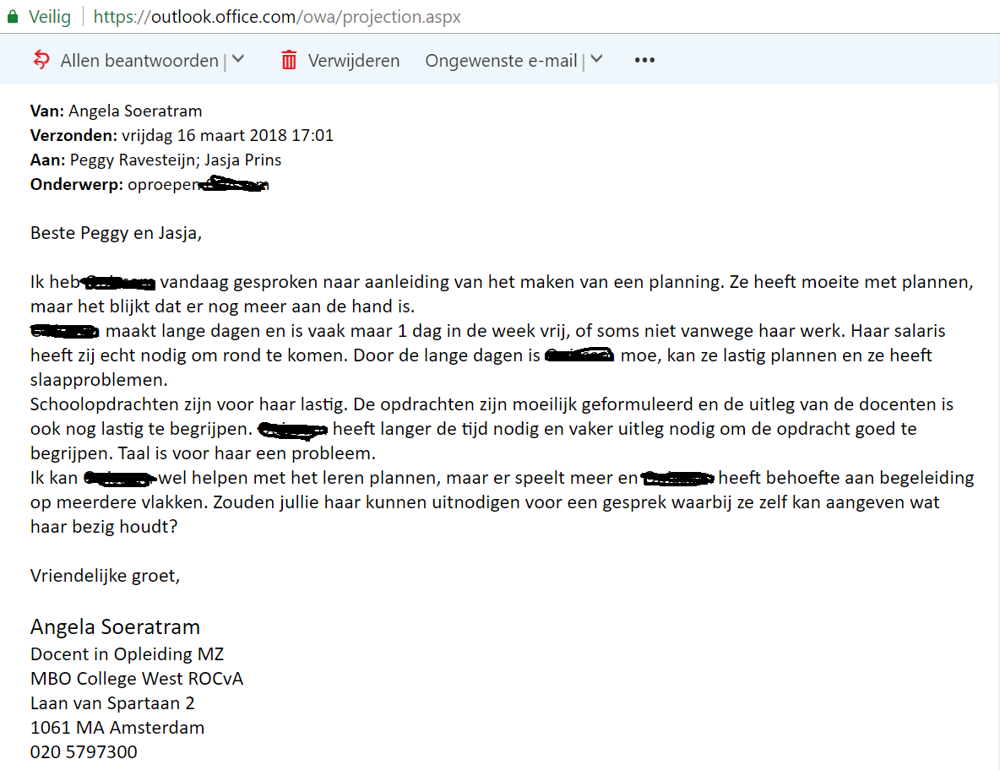 Veilig | https://outlook.office.com/owa/projection.aspx
Allen beantwoorden | Verwijderen Ongewenste e-mail | •••
Van: Angela Soeratram
Verzonden: vrijdag 16 maart 2018 17:01
Aan: Peggy Ravesteijn; Jasja Prins
Onderwerp: oproepen
Beste Peggy en Jasja,
Ik heb vandaag gesproken naar aanleiding van het maken van een planning. Ze heeft moeite met plannen,
maar het blijkt dat er nog meer aan de hand is.
maakt lange dagen en is vaak maar 1 dag in de week vrij, of soms niet vanwege haar werk. Haar salaris
heeft zij echt nodig om rond te komen. Door de lange dagen is moe, kan ze lastig plannen en ze heeft
slaapproblemen.
Schoolopdrachten zijn voor haar lastig. De opdrachten zijn moeilijk geformuleerd en de uitleg van de docenten is
ook nog lastig te begrijpen. heeft langer de tijd nodig en vaker uitleg nodig om de opdracht goed te
begrijpen. Taal is voor haar een probleem.
Ik kan wel helpen met het leren plannen, maar er speelt meer en heeft behoefte aan begeleiding
op meerdere vlakken. Zouden jullie haar kunnen uitnodigen voor een gesprek waarbij ze zelf kan aangeven wat
haar bezig houdt?
Vriendelijke groet,
Angela Soeratram
Docent in Opleiding MZ
MBO College West ROCvA
Laan van Spartaan 2
1061 MA Amsterdam
020 5797300